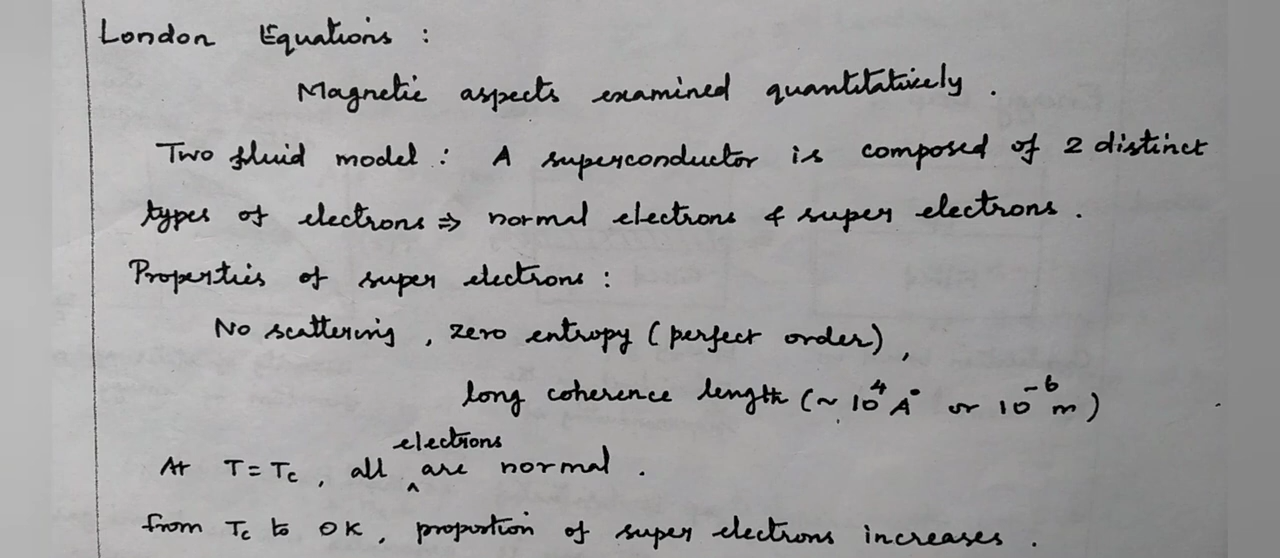 London Equations :
Magnetic aspects examined quantitatively .
Two fluid model : A superconductor is composed of 2 distinct
types of electrons ⇒ normal electrons & super electrons .
Properties of super electrons :
No scattering , zero entropy ( perfect order ) ,
long coherence length ( ~ 10⁴ A° or 10⁻⁶ m )
At T = Tc , all electrons are normal .
from Tc to 0K , proportion of super electrons increases .